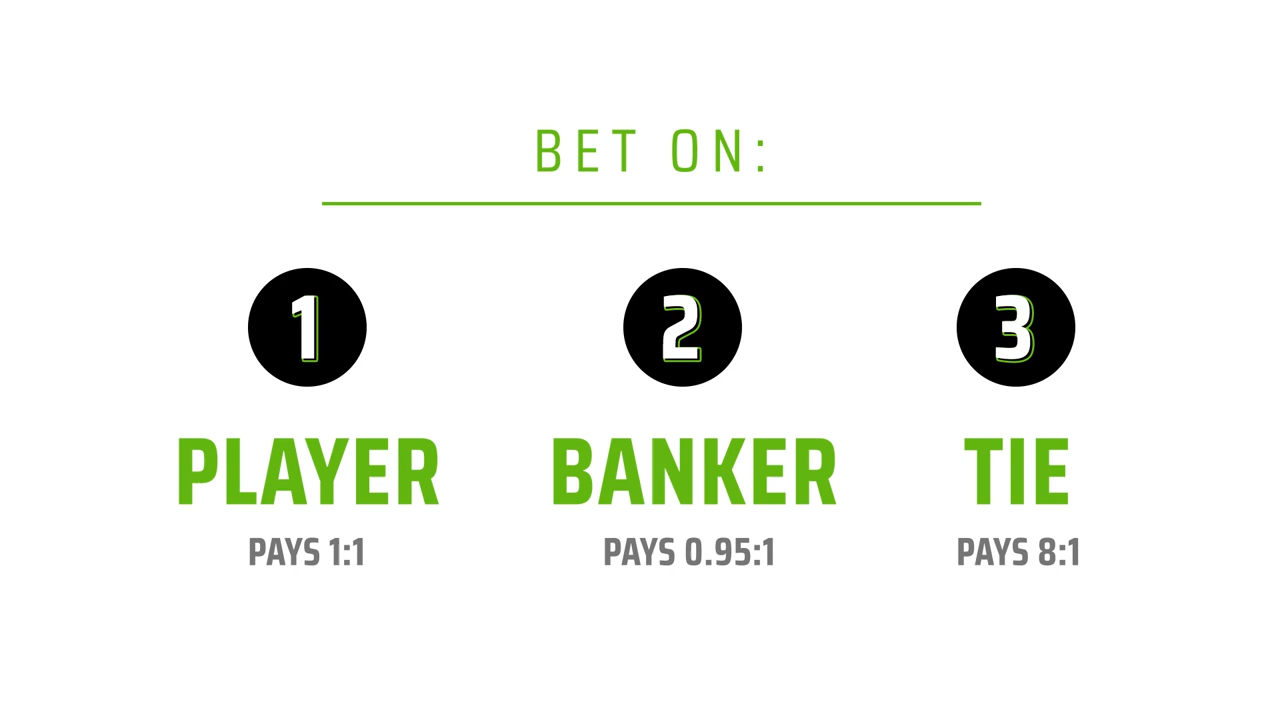 BET ON:
1
2
3
PLAYER
BANKER
TIE
PAYS 1:1
PAYS 0.95:1
PAYS 8:1